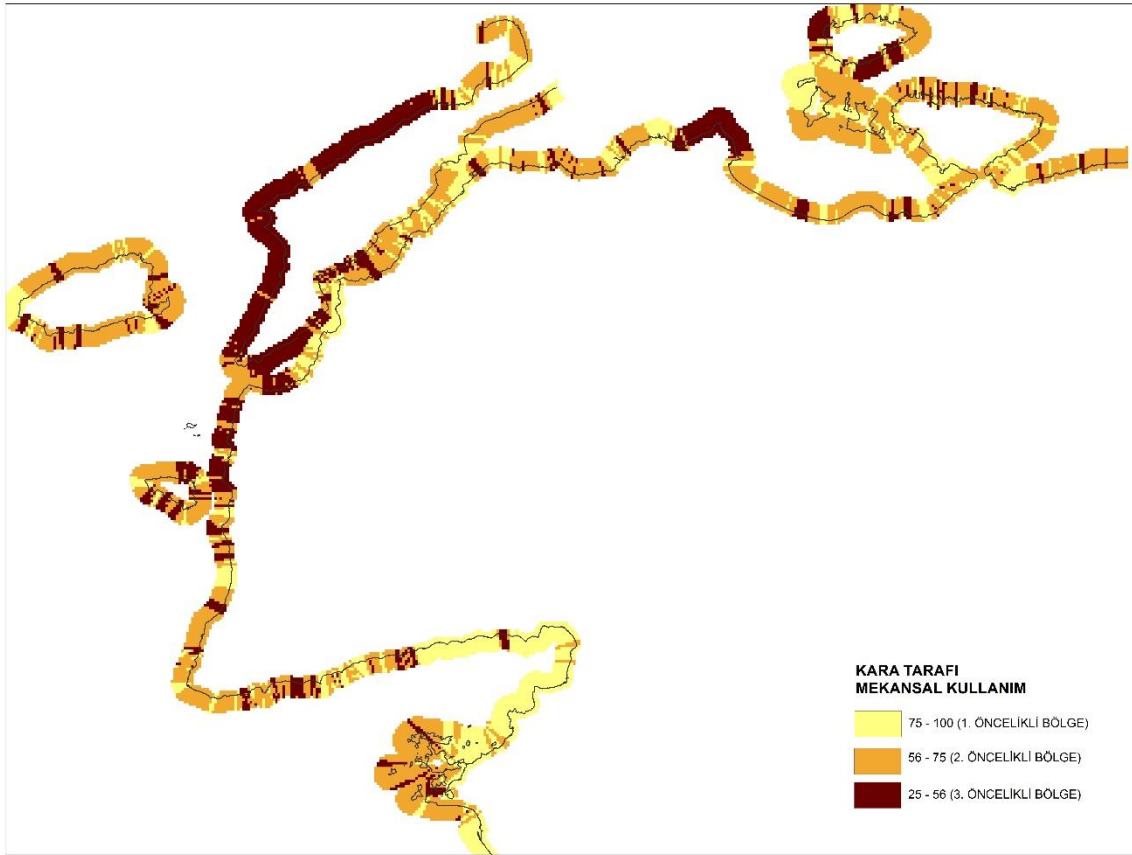 KARA TARAFI
MEKANSAL KULLANIM
75 - 100 (1. ÖNCELİKLİ BÖLGE)
56 - 75 (2. ÖNCELİKLİ BÖLGE)
25 - 56 (3. ÖNCELİKLİ BÖLGE)